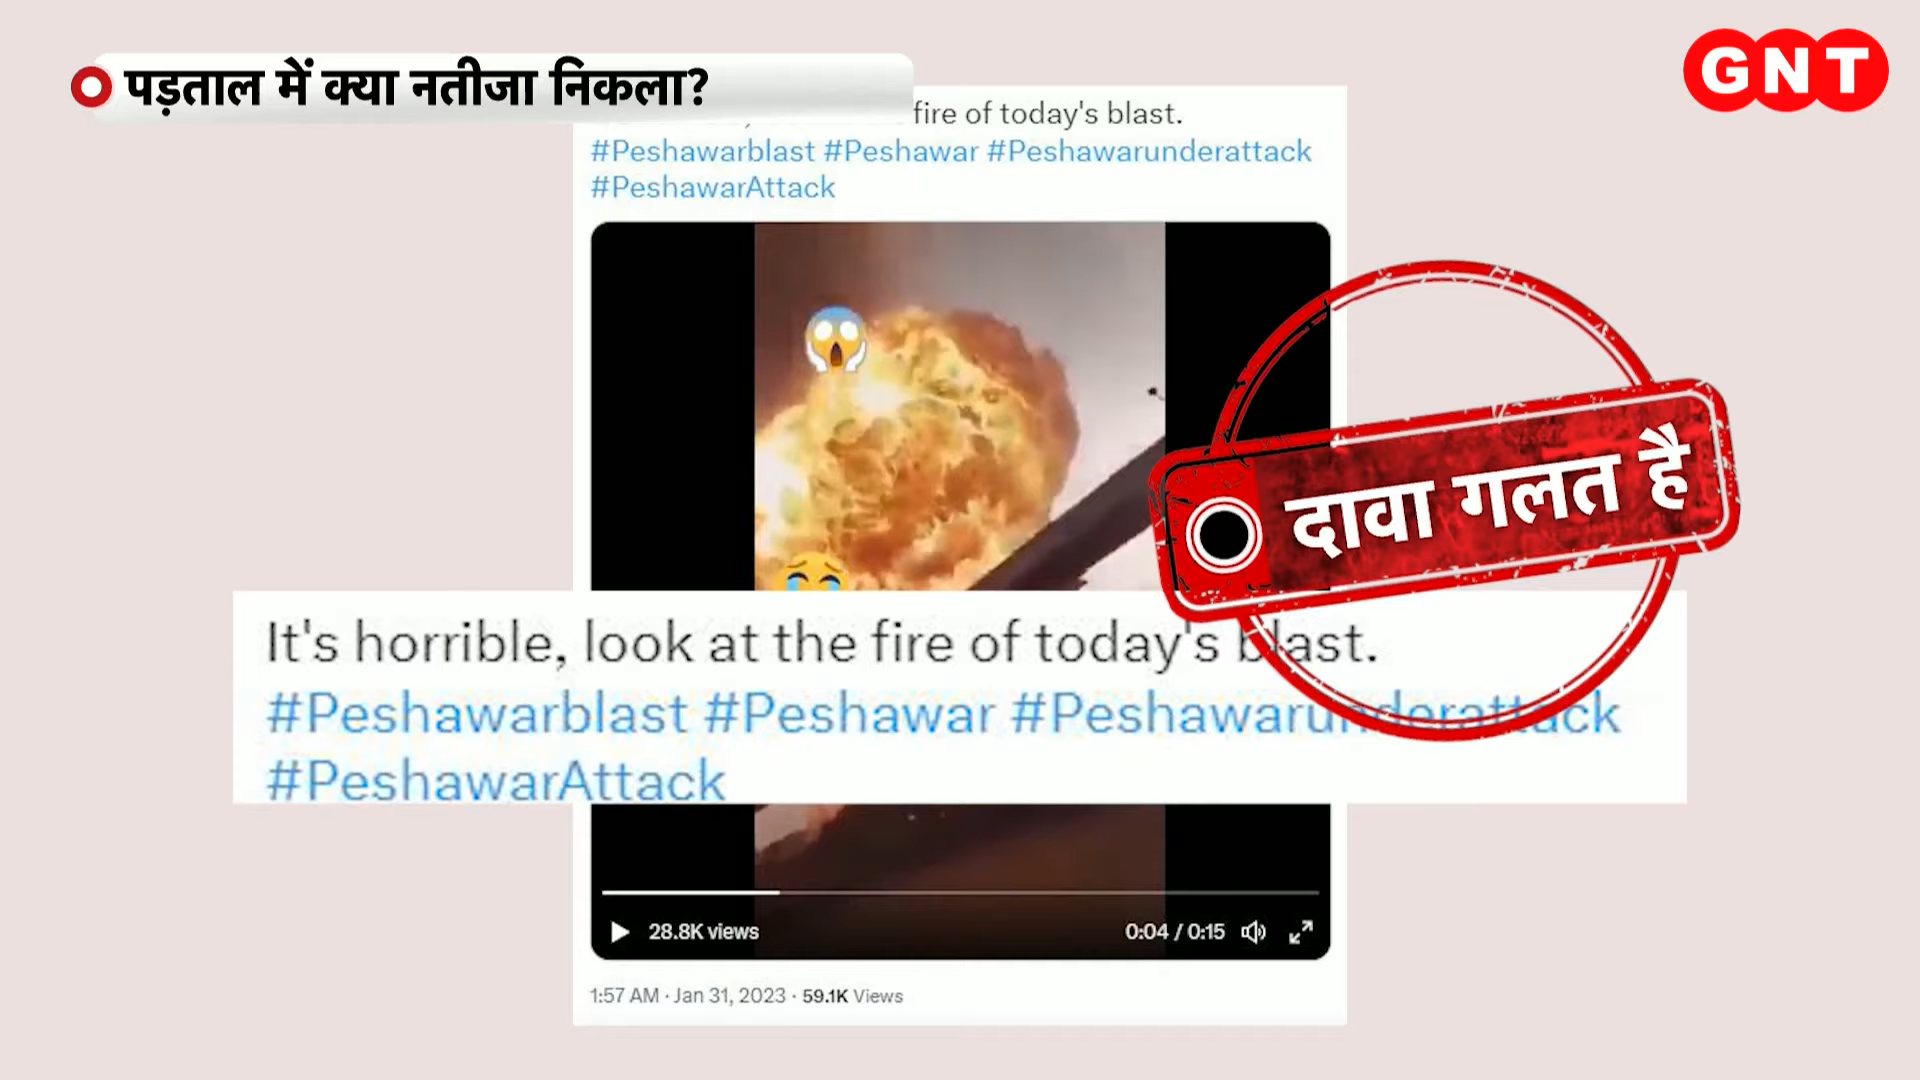 पड़ताल में क्या नतीजा निकला?
GNT
fire of today's blast.
#Peshawarblast #Peshawar #Peshawarunderattack
#PeshawarAttack
दावा गलत है
It's horrible, look at the fire of today's blast.
#Peshawarblast #Peshawar #Peshawarunderattack
#PeshawarAttack
28.8K views
0:04 / 0:15
1:57 AM · Jan 31, 2023 · 59.1K Views